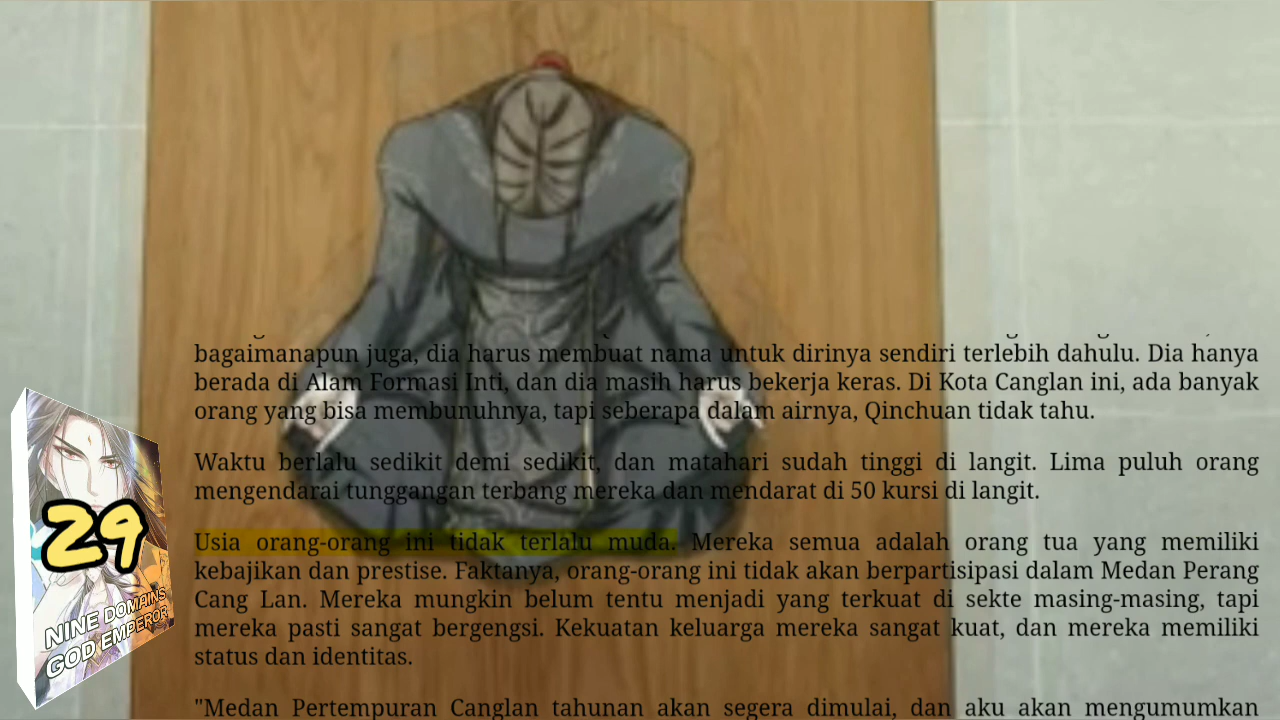 bagaimanapun juga, dia harus membuat nama untuk dirinya sendiri terlebih dahulu. Dia hanya
berada di Alam Formasi Inti, dan dia masih harus bekerja keras. Di Kota Canglan ini, ada banyak
orang yang bisa membunuhnya, tapi seberapa dalam airnya, Qinchuan tidak tahu.
Waktu berlalu sedikit demi sedikit, dan matahari sudah tinggi di langit. Lima puluh orang
mengendarai tunggangan terbang mereka dan mendarat di 50 kursi di langit.
Usia orang-orang ini tidak terlalu muda. Mereka semua adalah orang tua yang memiliki
kebajikan dan prestise. Faktanya, orang-orang ini tidak akan berpartisipasi dalam Medan Perang
Cang Lan. Mereka mungkin belum tentu menjadi yang terkuat di sekte masing-masing, tapi
mereka pasti sangat bergengsi. Kekuatan keluarga mereka sangat kuat, dan mereka memiliki
status dan identitas.
"Medan Pertempuran Canglan tahunan akan segera dimulai, dan aku akan mengumumkan
29
NINE DOMAINS
GOD EMPEROR